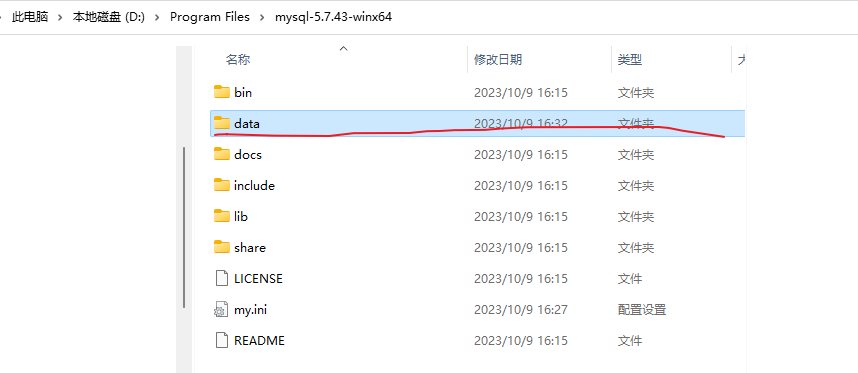 此电脑 > 本地磁盘 (D:) > Program Files > mysql-5.7.43-winx64
名称 修改日期 类型
bin 2023/10/9 16:15 文件夹
data 2023/10/9 16:32 文件夹
docs 2023/10/9 16:15 文件夹
include 2023/10/9 16:15 文件夹
lib 2023/10/9 16:15 文件夹
share 2023/10/9 16:15 文件夹
LICENSE 2023/10/9 16:15 文件
my.ini 2023/10/9 16:27 配置设置
README 2023/10/9 16:15 文件